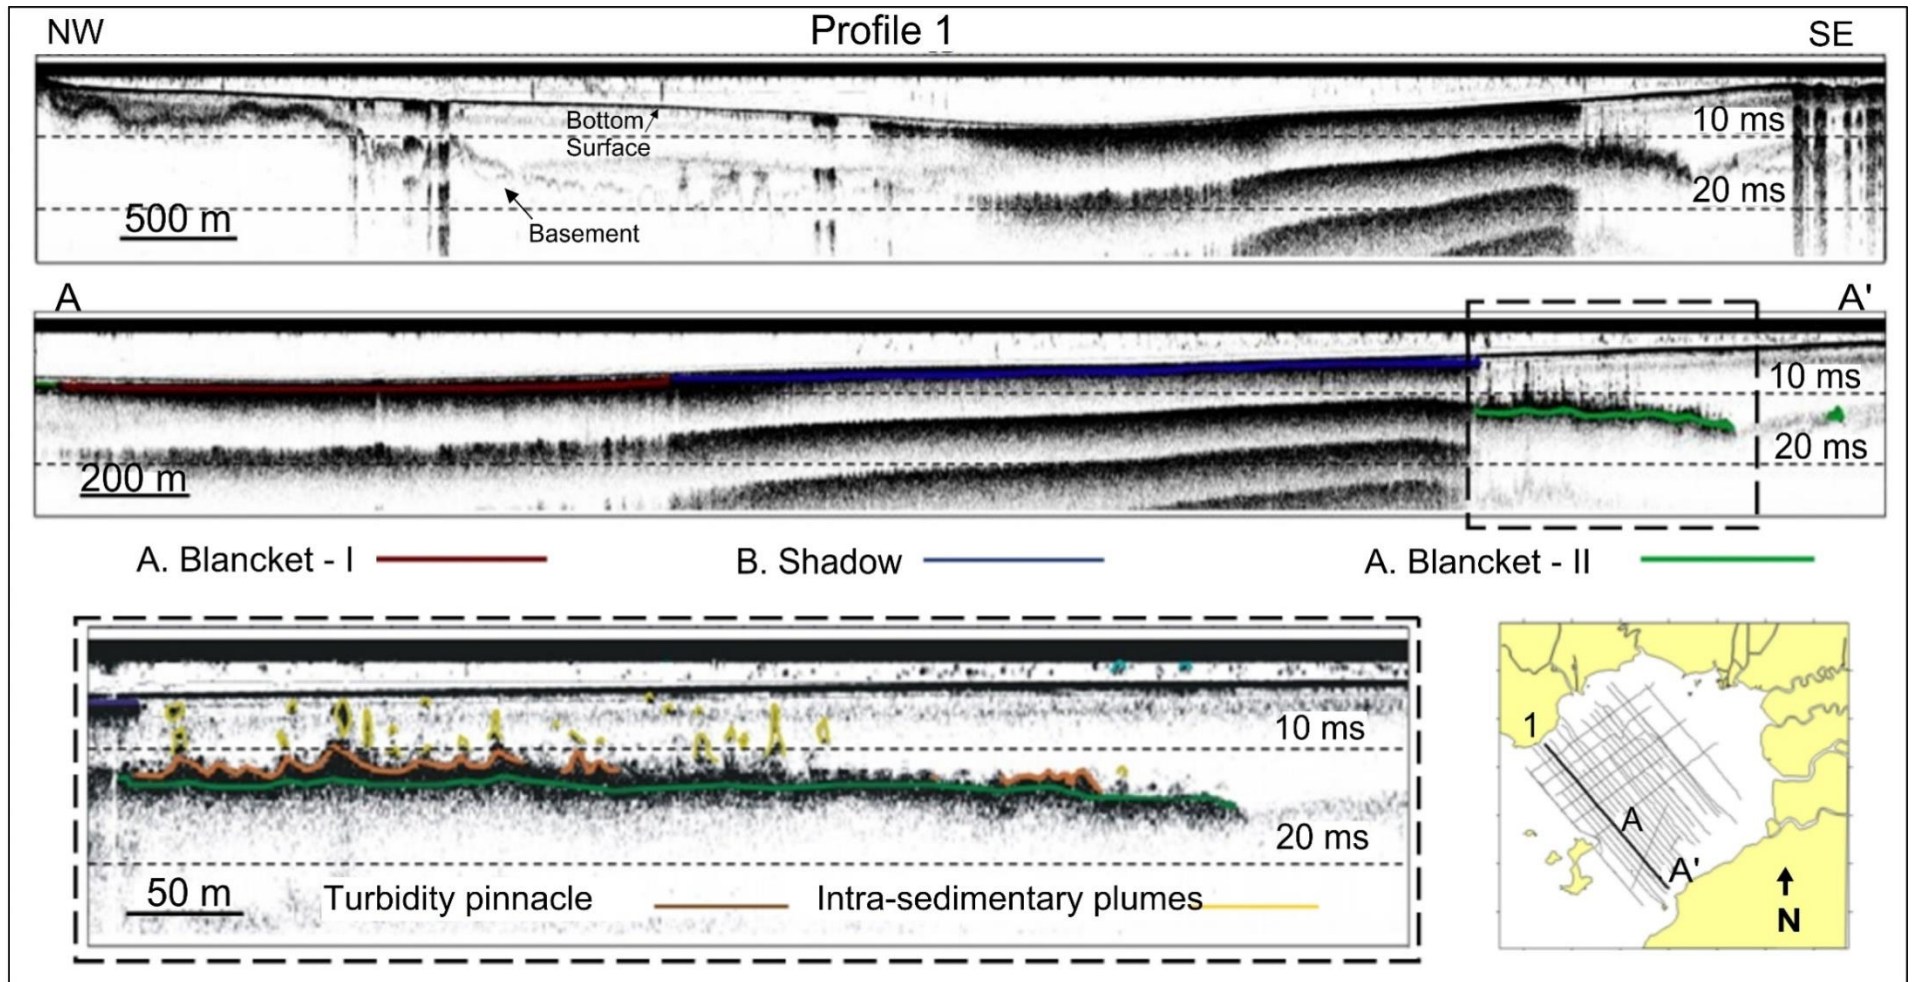 NW
Profile 1
SE
Bottom
Surface
10 ms
20 ms
500 m
Basement
A
A'
10 ms
20 ms
200 m
A. Blancket - I
B. Shadow
A. Blancket - II
10 ms
20 ms
50 m
Turbidity pinnacle
Intra-sedimentary plumes
1
A
A'
N